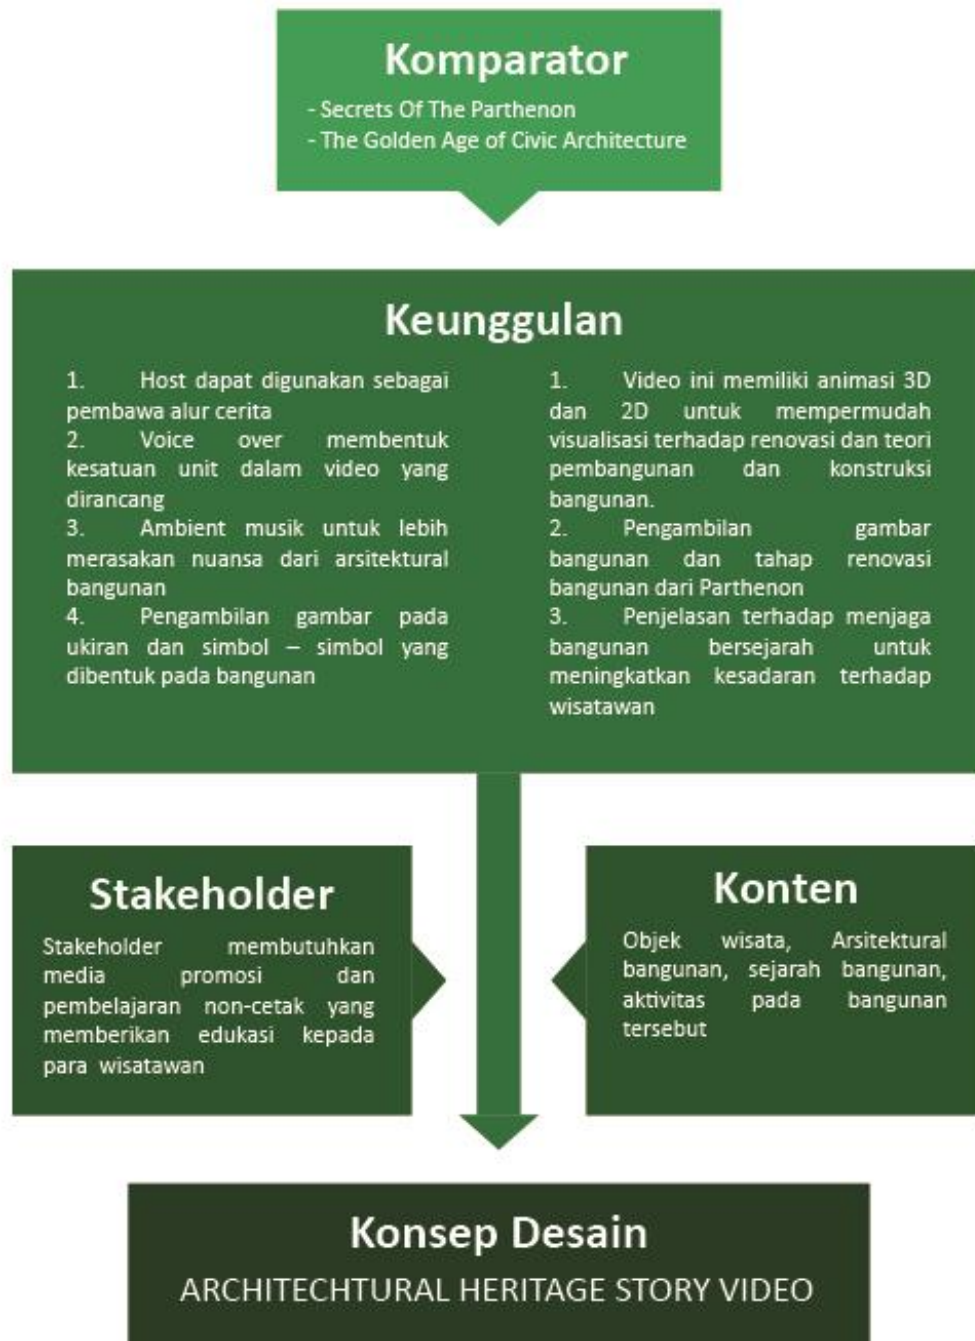 Komparator
- Secrets Of The Parthenon
- The Golden Age of Civic Architecture
Keunggulan
1. Host dapat digunakan sebagai
pembawa alur cerita
2. Voice over membentuk
kesatuan unit dalam video yang
dirancang
3. Ambient musik untuk lebih
merasakan nuansa dari arsitektural
bangunan
4. Pengambilan gambar pada
ukiran dan simbol – simbol yang
dibentuk pada bangunan
1. Video ini memiliki animasi 3D
dan 2D untuk mempermudah
visualisasi terhadap renovasi dan teori
pembangunan dan konstruksi
bangunan.
2. Pengambilan gambar
bangunan dan tahap renovasi
bangunan dari Parthenon
3. Penjelasan terhadap menjaga
bangunan bersejarah untuk
meningkatkan kesadaran terhadap
wisatawan
Stakeholder
Stakeholder membutuhkan
media promosi dan
pembelajaran non-cetak yang
memberikan edukasi kepada
para wisatawan
Konten
Objek wisata, Arsitektural
bangunan, sejarah bangunan,
aktivitas pada bangunan
tersebut
Konsep Desain
ARCHITECHTURAL HERITAGE STORY VIDEO